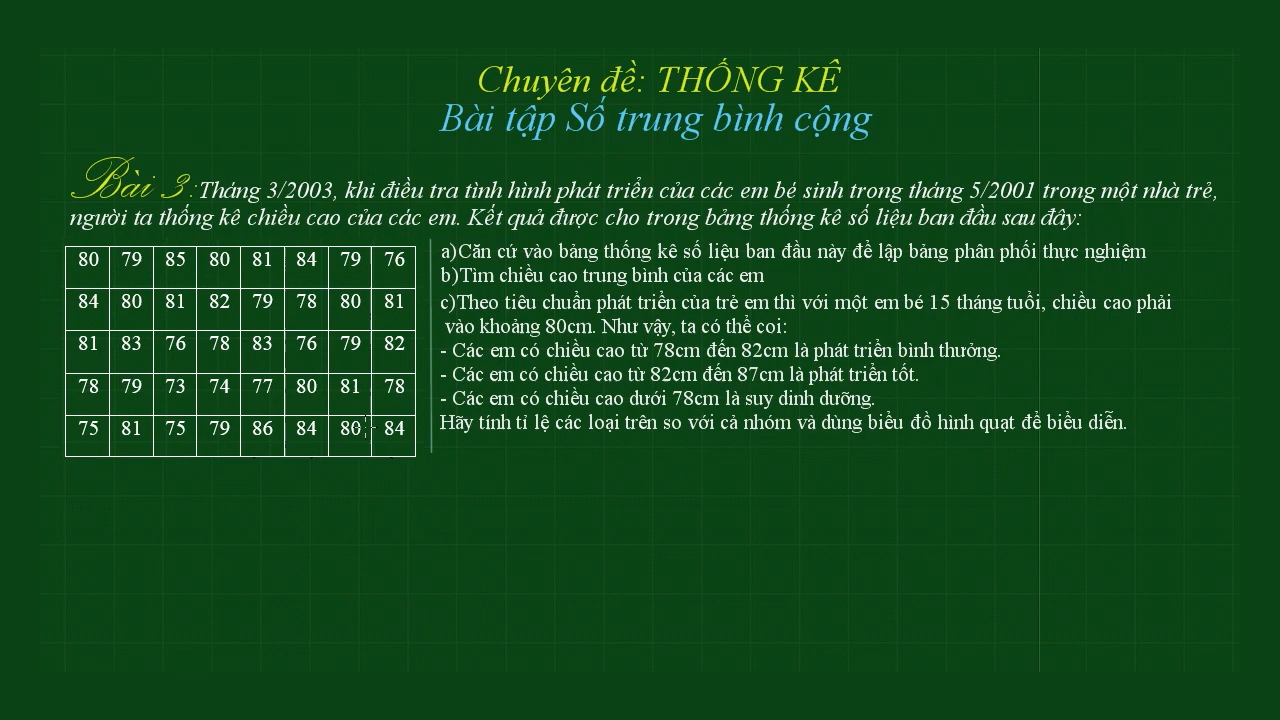 Chuyên đề: THỐNG KÊ
Bài tập Số trung bình cộng
Bài 3: Tháng 3/2003, khi điều tra tình hình phát triển của các em bé sinh trong tháng 5/2001 trong một nhà trẻ,
người ta thống kê chiều cao của các em. Kết quả được cho trong bảng thống kê số liệu ban đầu sau đây:
80 79 85 80 81 84 79 76
84 80 81 82 79 78 80 81
81 83 76 78 83 76 79 82
78 79 73 74 77 80 81 78
75 81 75 79 86 84 80 84
a)Căn cứ vào bảng thống kê số liệu ban đầu này để lập bảng phân phối thực nghiệm
b)Tìm chiều cao trung bình của các em
c)Theo tiêu chuẩn phát triển của trẻ em thì với một em bé 15 tháng tuổi, chiều cao phải
vào khoảng 80cm. Như vậy, ta có thể coi:
- Các em có chiều cao từ 78cm đến 82cm là phát triển bình thưởng.
- Các em có chiều cao từ 82cm đến 87cm là phát triển tốt.
- Các em có chiều cao dưới 78cm là suy dinh dưỡng.
Hãy tính tỉ lệ các loại trên so với cả nhóm và dùng biểu đồ hình quạt để biểu diễn.